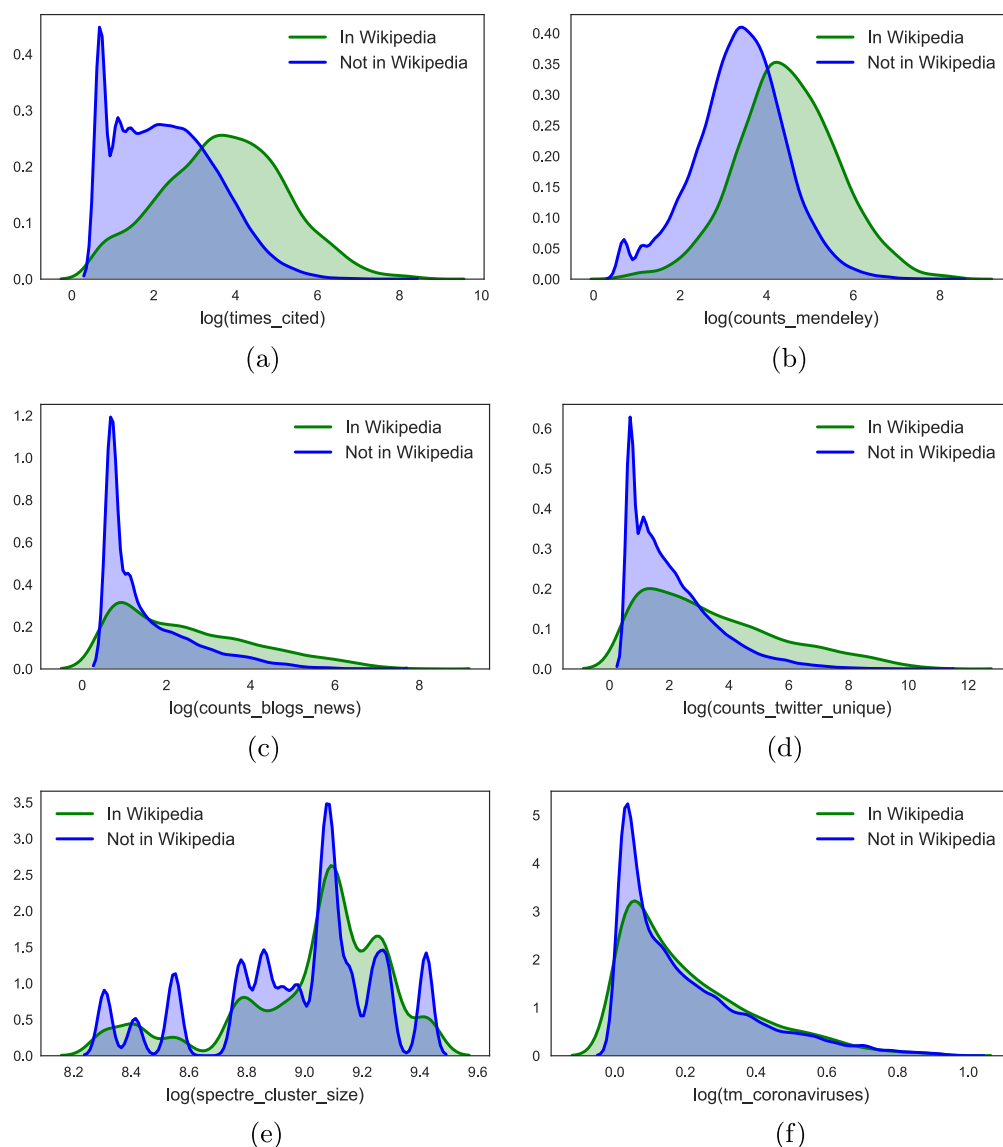 In Wikipedia
Not in Wikipedia
0.4
0.3
0.2
0.1
0.0
0 2 4 6 8 10
log(times_cited)
(a)
In Wikipedia
Not in Wikipedia
0.40
0.35
0.30
0.25
0.20
0.15
0.10
0.05
0.00
0 2 4 6 8
log(counts_mendeley)
(b)
In Wikipedia
Not in Wikipedia
1.2
1.0
0.8
0.6
0.4
0.2
0.0
0 2 4 6 8
log(counts_blogs_news)
(c)
In Wikipedia
Not in Wikipedia
0.6
0.5
0.4
0.3
0.2
0.1
0.0
0 2 4 6 8 10 12
log(counts_twitter_unique)
(d)
In Wikipedia
Not in Wikipedia
3.5
3.0
2.5
2.0
1.5
1.0
0.5
0.0
8.2 8.4 8.6 8.8 9.0 9.2 9.4 9.6
log(spectre_cluster_size)
(e)
In Wikipedia
Not in Wikipedia
5
4
3
2
1
0
0.0 0.2 0.4 0.6 0.8 1.0
log(tm_coronaviruses)
(f)